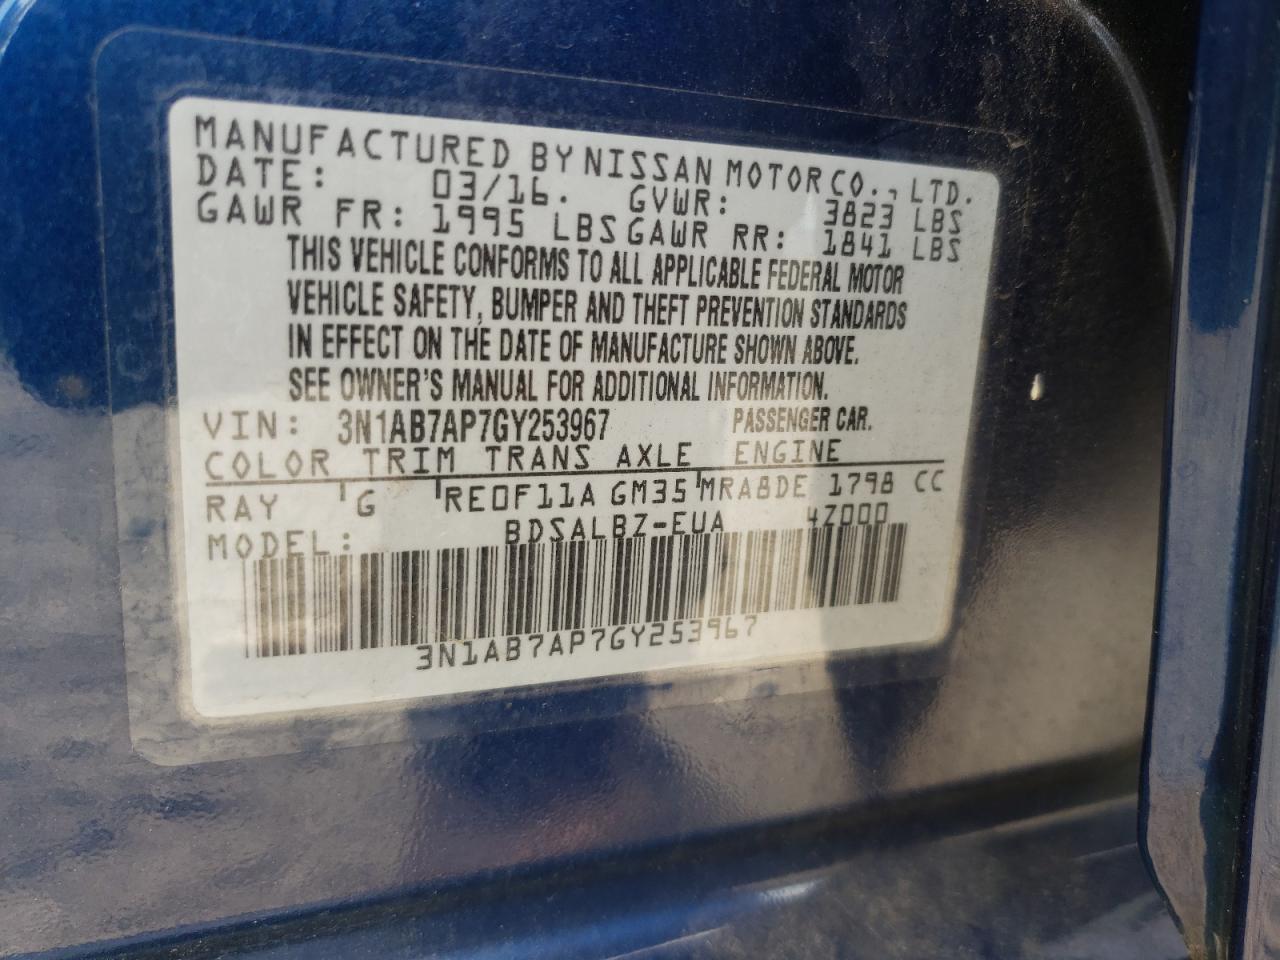 MANUFACTURED BY NISSAN MOTOR CO., LTD.
DATE: 03/16. GVWR: 3823 LBS
GAWR FR: 1995 LBS GAWR RR: 1841 LBS
THIS VEHICLE CONFORMS TO ALL APPLICABLE FEDERAL MOTOR
VEHICLE SAFETY, BUMPER AND THEFT PREVENTION STANDARDS
IN EFFECT ON THE DATE OF MANUFACTURE SHOWN ABOVE.
SEE OWNER'S MANUAL FOR ADDITIONAL INFORMATION.
VIN: 3N1AB7AP7GY253967 PASSENGER CAR.
COLOR TRIM TRANS AXLE ENGINE
RAY G RE0F11A GM35 MRA8DE 1798 CC
MODEL: BDSALBZ-EUA 4Z000
3N1AB7AP7GY253967